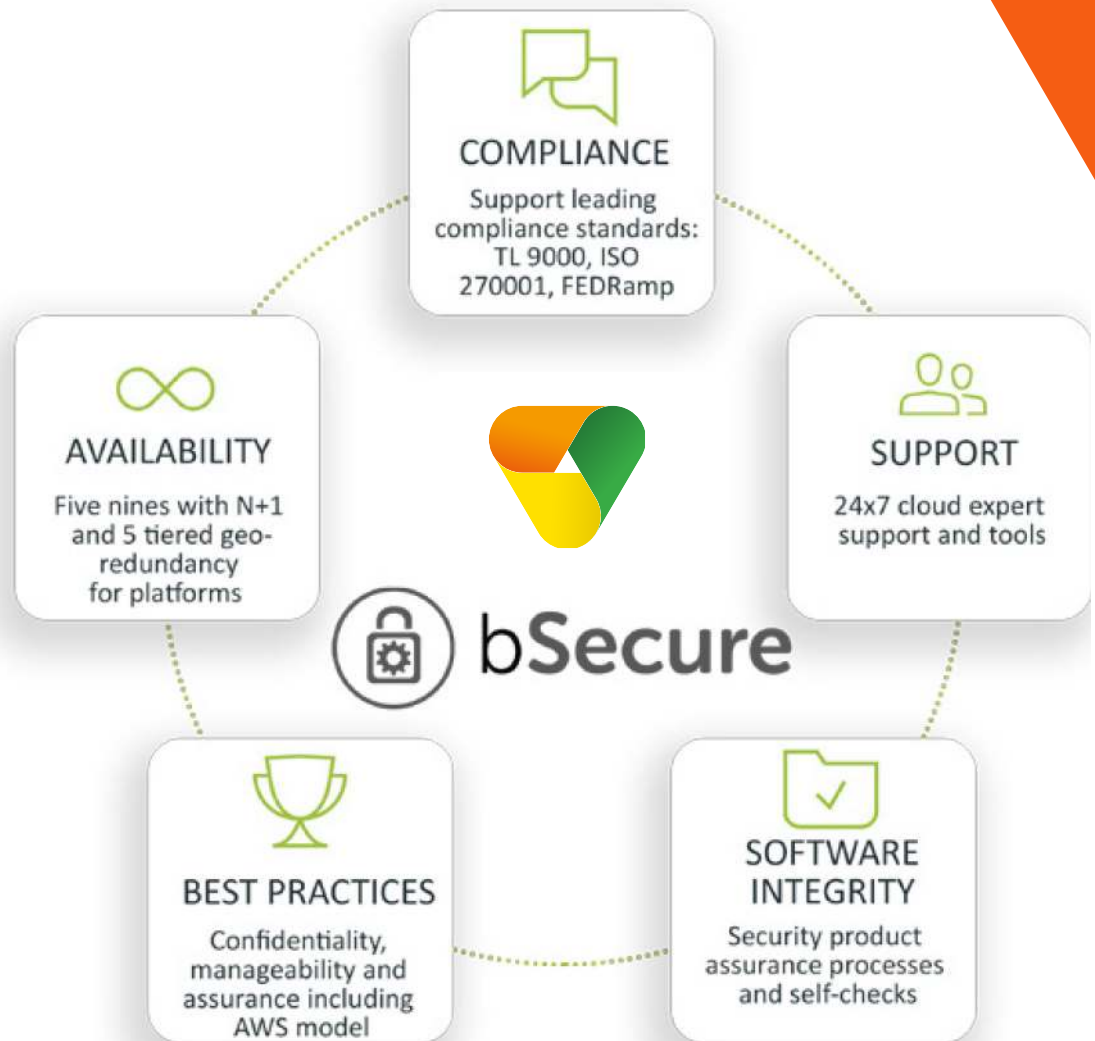 COMPLIANCE
Support leading
compliance standards:
TL 9000, ISO
270001, FEDRamp
AVAILABILITY
Five nines with N+1
and 5 tiered geo-
redundancy
for platforms
SUPPORT
24x7 cloud expert
support and tools
bSecure
BEST PRACTICES
Confidentiality,
manageability and
assurance including
AWS model
SOFTWARE
INTEGRITY
Security product
assurance processes
and self-checks